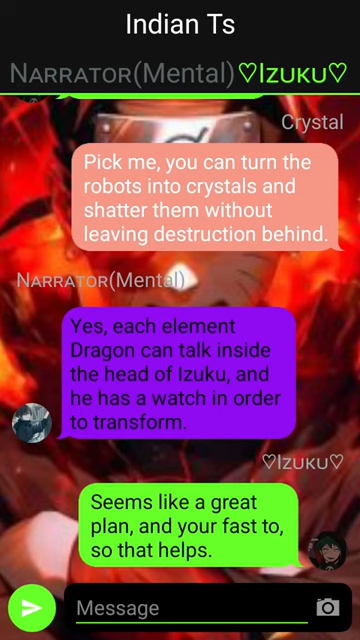 Indian Ts
Narrator(Mental) ♡Izuku♡
Crystal
Pick me, you can turn the
robots into crystals and
shatter them without
leaving destruction behind.
Narrator(Mental)
Yes, each element
Dragon can talk inside
the head of Izuku, and
he has a watch in order
to transform.
♡Izuku♡
Seems like a great
plan, and your fast to,
so that helps.
Message